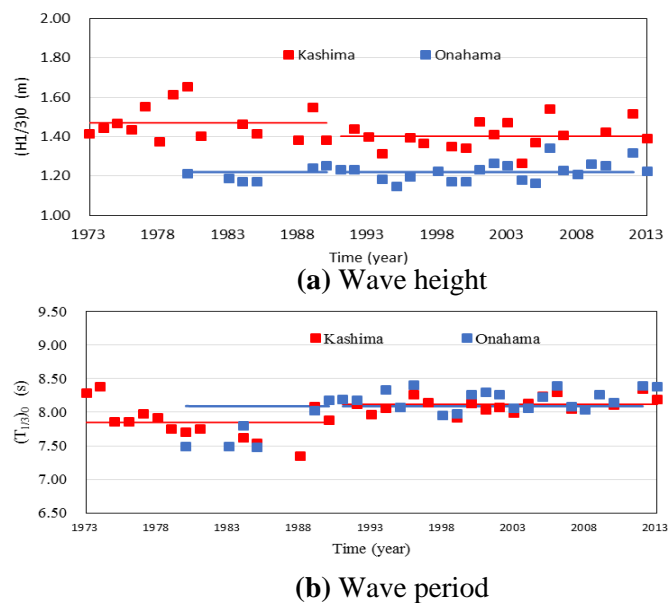 2.00
Kashima
Onahama
1.80
1.60
1.40
1.20
1.00
(H1/3)0 (m)
1973 1978 1983 1988 1993 1998 2003 2008 2013
Time (year)
(a) Wave height
9.50
Kashima
Onahama
9.00
8.50
8.00
7.50
7.00
6.50
(T1/3)0 (s)
1973 1978 1983 1988 1993 1998 2003 2008 2013
Time (year)
(b) Wave period